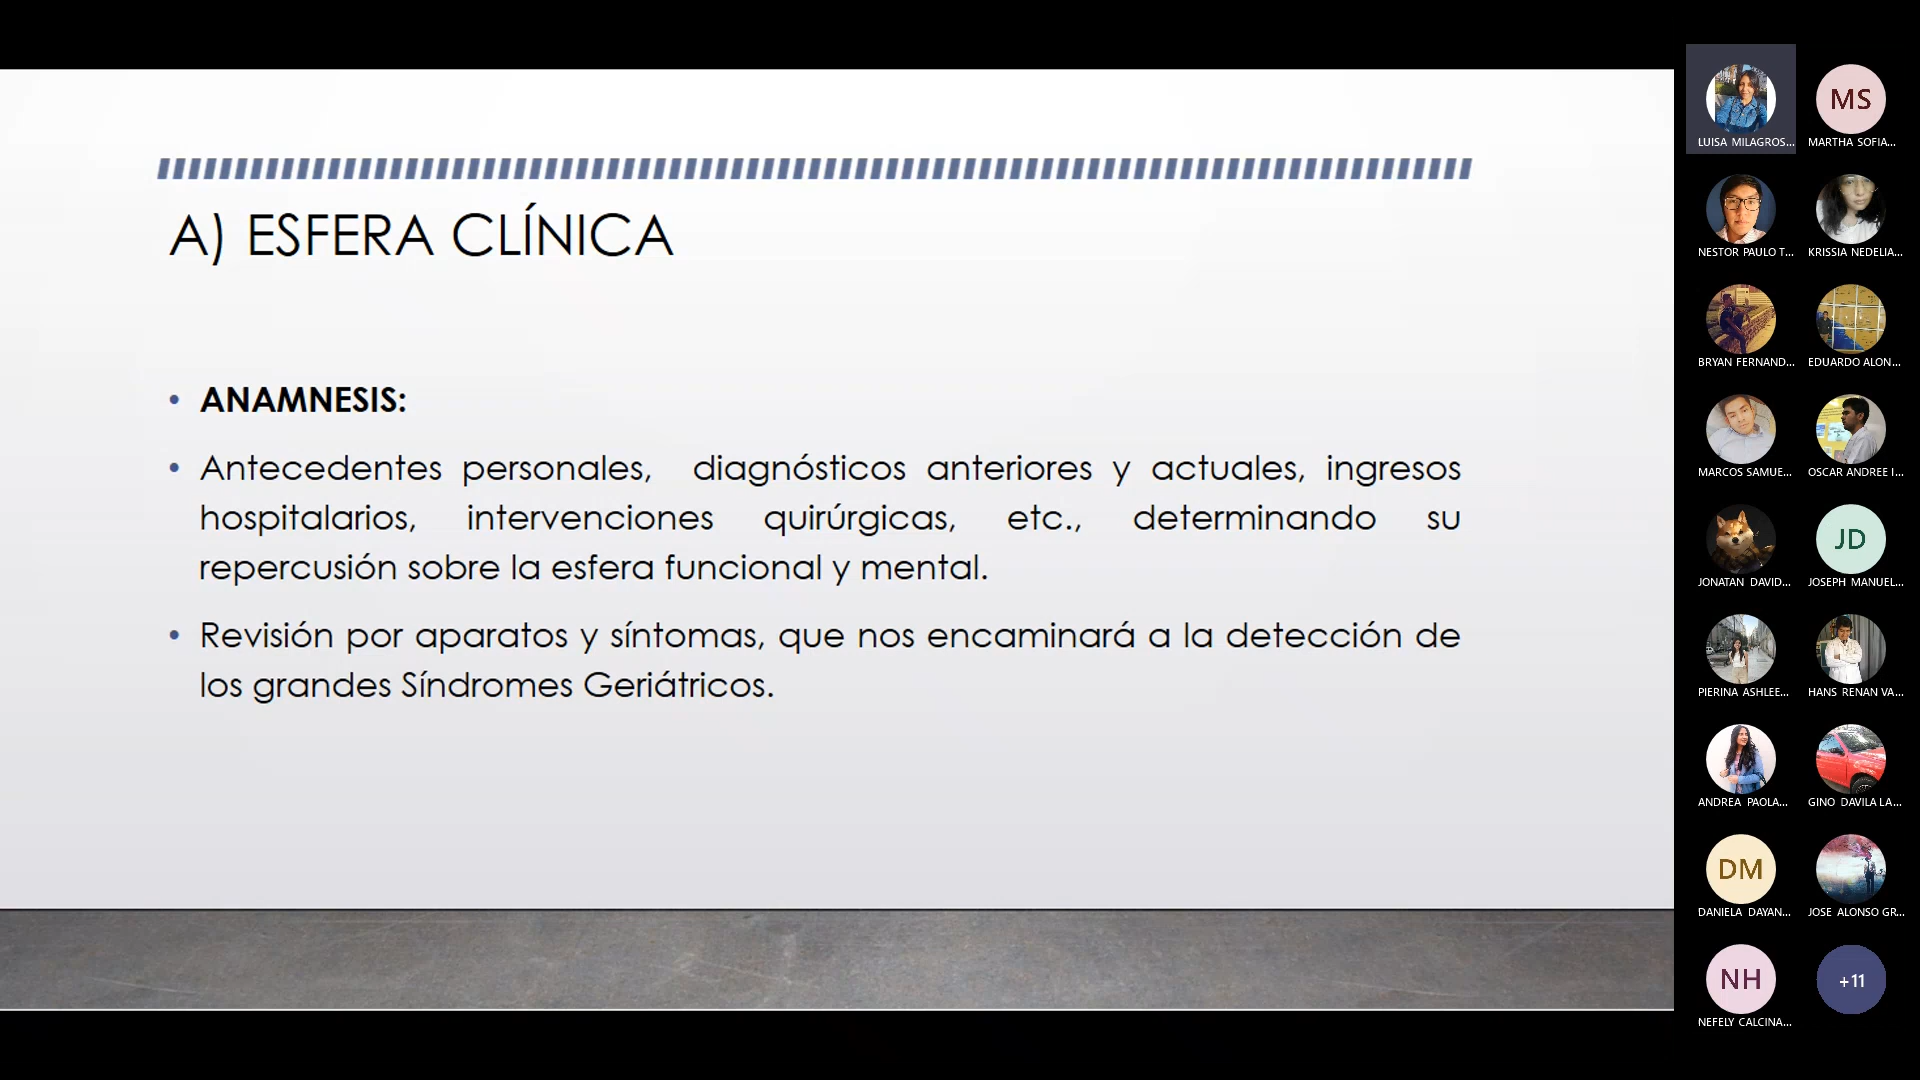 A) ESFERA CLÍNICA
• ANAMNESIS:
• Antecedentes personales, diagnósticos anteriores y actuales, ingresos
hospitalarios, intervenciones quirúrgicas, etc., determinando su
repercusión sobre la esfera funcional y mental.
• Revisión por aparatos y síntomas, que nos encaminará a la detección de
los grandes Síndromes Geriátricos.
MS
LUISA MILAGROS...
MARTHA SOFIA...
NESTOR PAULO T...
KRISSIA NEDELIA...
BRYAN FERNAND...
EDUARDO ALON...
MARCOS SAMUE...
OSCAR ANDREE I...
JD
JONATAN DAVID...
JOSEPH MANUEL...
PIERINA ASHLEE...
HANS RENAN VA...
ANDREA PAOLA...
GINO DAVILA LA...
DM
DANIELA DAYAN...
JOSE ALONSO GR...
NH
+11
NEFELY CALCINA...